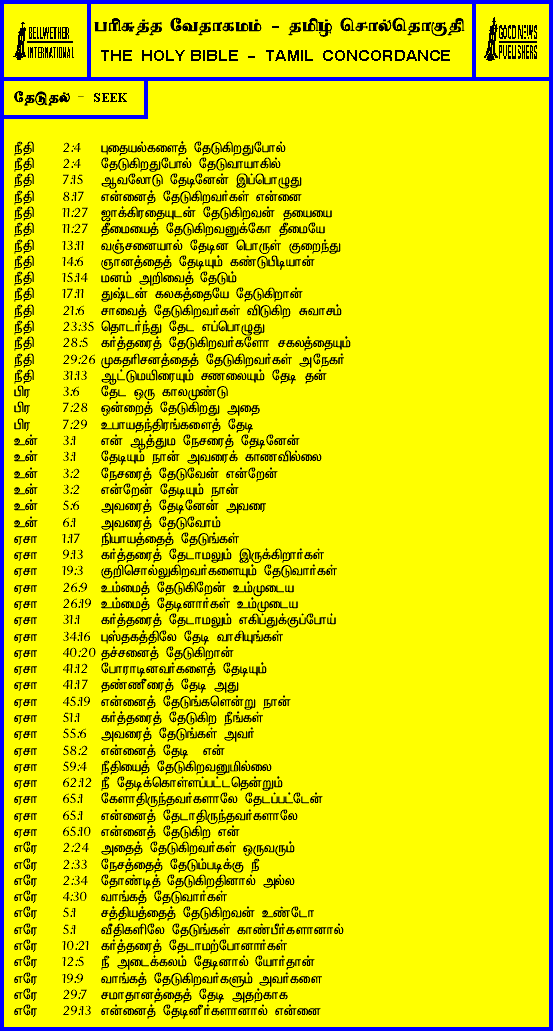 BELLWETHER
INTERNATIONAL
பரிசுத்த வேதாகமம் - தமிழ் சொல்தொகுதி
THE HOLY BIBLE - TAMIL CONCORDANCE
GOOD NEWS
PUBLISHERS
தேடுதல் - SEEK
நீதி 2:4 புதையல்களைத் தேடுகிறதுபோல்
நீதி 2:4 தேடுகிறதுபோல் தேடுவாயாகில்
நீதி 7:15 ஆவலோடு தேடினேன் இப்பொழுது
நீதி 8:17 என்னைத் தேடுகிறவர்கள் என்னை
நீதி 11:27 ஜாக்கிரதையுடன் தேடுகிறவன் தயையை
நீதி 11:27 தீமையைத் தேடுகிறவனுக்கோ தீமையே
நீதி 13:11 வஞ்சனையால் தேடின பொருள் குறைந்து
நீதி 14:6 ஞானத்தைத் தேடியும் கண்டுபிடியான்
நீதி 15:14 மனம் அறிவைத் தேடும்
நீதி 17:11 துஷ்டன் கலகத்தையே தேடுகிறான்
நீதி 21:6 சாவைத் தேடுகிறவர்கள் விடுகிற சுவாசம்
நீதி 23:35 தொடர்ந்து தேட எப்பொழுது
நீதி 28:5 கர்த்தரைத் தேடுகிறவர்களோ சகலத்தையும்
நீதி 29:26 முகதரிசனத்தைத் தேடுகிறவர்கள் அநேகர்
நீதி 31:13 ஆட்டுமயிரையும் சணலையும் தேடி தன்
பிர 3:6 தேட ஒரு காலமுண்டு
பிர 7:28 ஒன்றைத் தேடுகிறது அதை
பிர 7:29 உபாயதந்திரங்களைத் தேடி
உன் 3:1 என் ஆத்தும நேசரைத் தேடினேன்
உன் 3:1 தேடியும் நான் அவரைக் காணவில்லை
உன் 3:2 நேசரைத் தேடுவேன் என்றேன்
உன் 3:2 என்றேன் தேடியும் நான்
உன் 5:6 அவரைத் தேடினேன் அவரை
உன் 6:1 அவரைத் தேடுவோம்
ஏசா 1:17 நியாயத்தைத் தேடுங்கள்
ஏசா 9:13 கர்த்தரைத் தேடாமலும் இருக்கிறார்கள்
ஏசா 19:3 குறிசொல்லுகிறவர்களையும் தேடுவார்கள்
ஏசா 26:9 உம்மைத் தேடுகிறேன் உம்முடைய
ஏசா 26:19 உம்மைத் தேடினார்கள் உம்முடைய
ஏசா 31:1 கர்த்தரைத் தேடாமலும் எகிப்துக்குப்போய்
ஏசா 34:16 புஸ்தகத்திலே தேடி வாசியுங்கள்
ஏசா 40:20 தச்சனைத் தேடுகிறான்
ஏசா 41:12 போராடினவர்களைத் தேடியும்
ஏசா 41:17 தண்ணீரைத் தேடி அது
ஏசா 45:19 என்னைத் தேடுங்களென்று நான்
ஏசா 51:1 கர்த்தரைத் தேடுகிற நீங்கள்
ஏசா 55:6 அவரைத் தேடுங்கள் அவர்
ஏசா 58:2 என்னைத் தேடி என்
ஏசா 59:4 நீதியைத் தேடுகிறவனுமில்லை
ஏசா 62:12 நீ தேடிக்கொள்ளப்பட்டதென்றும்
ஏசா 65:1 கேளாதிருந்தவர்களாலே தேடப்பட்டேன்
ஏசா 65:1 என்னைத் தேடாதிருந்தவர்களாலே
ஏசா 65:10 என்னைத் தேடுகிற என்
எரே 2:24 அதைத் தேடுகிறவர்கள் ஒருவரும்
எரே 2:33 நேசத்தைத் தேடும்படிக்கு நீ
எரே 2:34 தோண்டித் தேடுகிறதினால் அல்ல
எரே 4:30 வாங்கத் தேடுவார்கள்
எரே 5:1 சத்தியத்தைத் தேடுகிறவன் உண்டோ
எரே 5:1 வீதிகளிலே தேடுங்கள் காண்பீர்களானால்
எரே 10:21 கர்த்தரைத் தேடாமற்போனார்கள்
எரே 12:5 நீ அடைக்கலம் தேடினால் யோர்தான்
எரே 19:9 வாங்கத் தேடுகிறவர்களும் அவர்களை
எரே 29:7 சமாதானத்தைத் தேடி அதற்காக
எரே 29:13 என்னைத் தேடினீர்களானால் என்னை